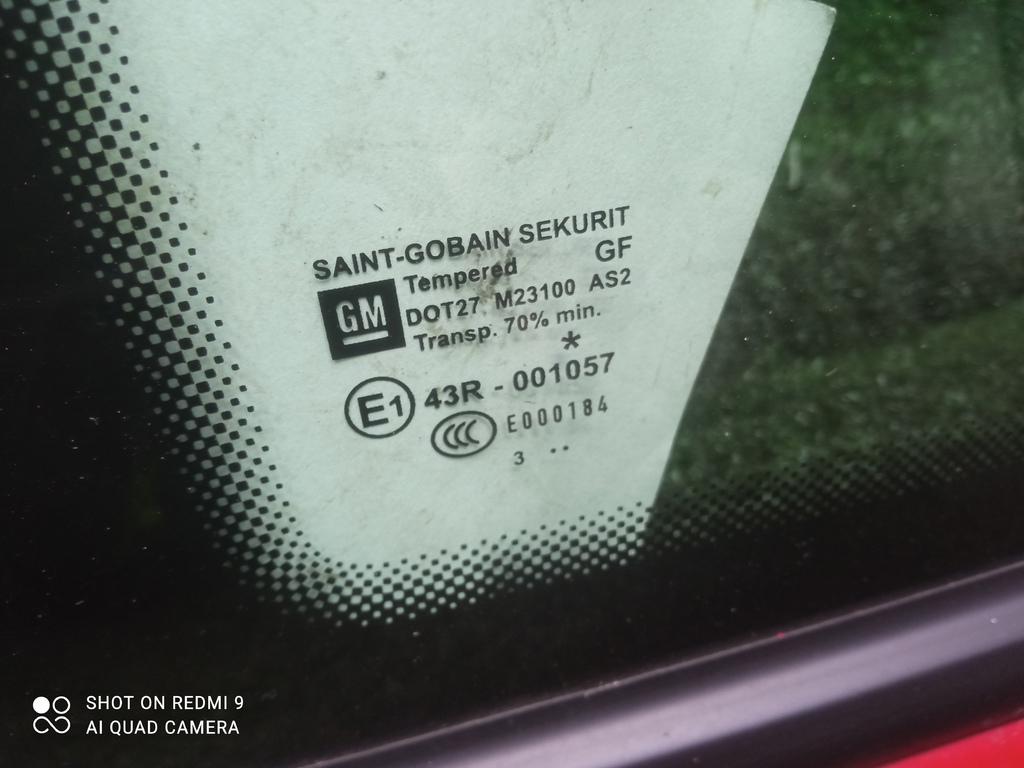 SAINT-GOBAIN SEKURIT
Tempered GF
GM
DOT27 M23100 AS2
Transp. 70% min.
*
E1 43R - 001057
CCC E000184
3 ..
SHOT ON REDMI 9
AI QUAD CAMERA